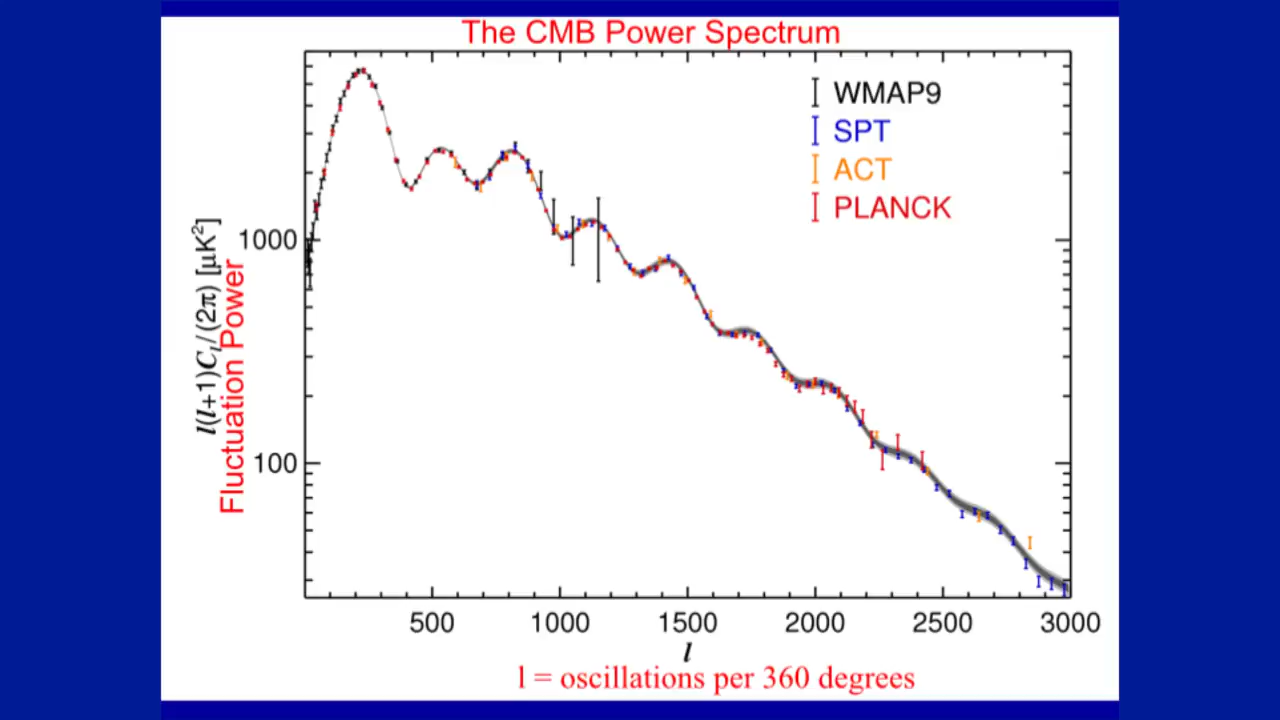 The CMB Power Spectrum
WMAP9
SPT
ACT
PLANCK
l(l+1)Cl/(2π) [μK²]
Fluctuation Power
1000
100
500 1000 1500 2000 2500 3000
l
l = oscillations per 360 degrees